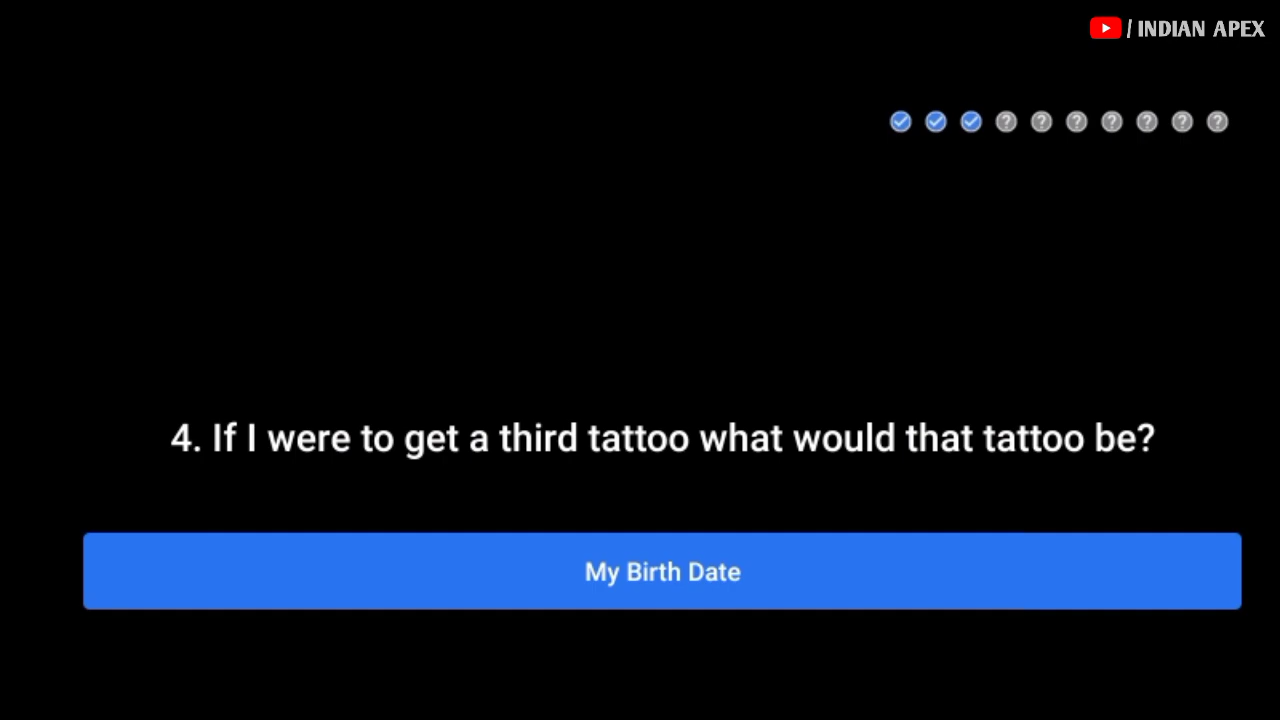 / INDIAN APEX
4. If I were to get a third tattoo what would that tattoo be?
My Birth Date